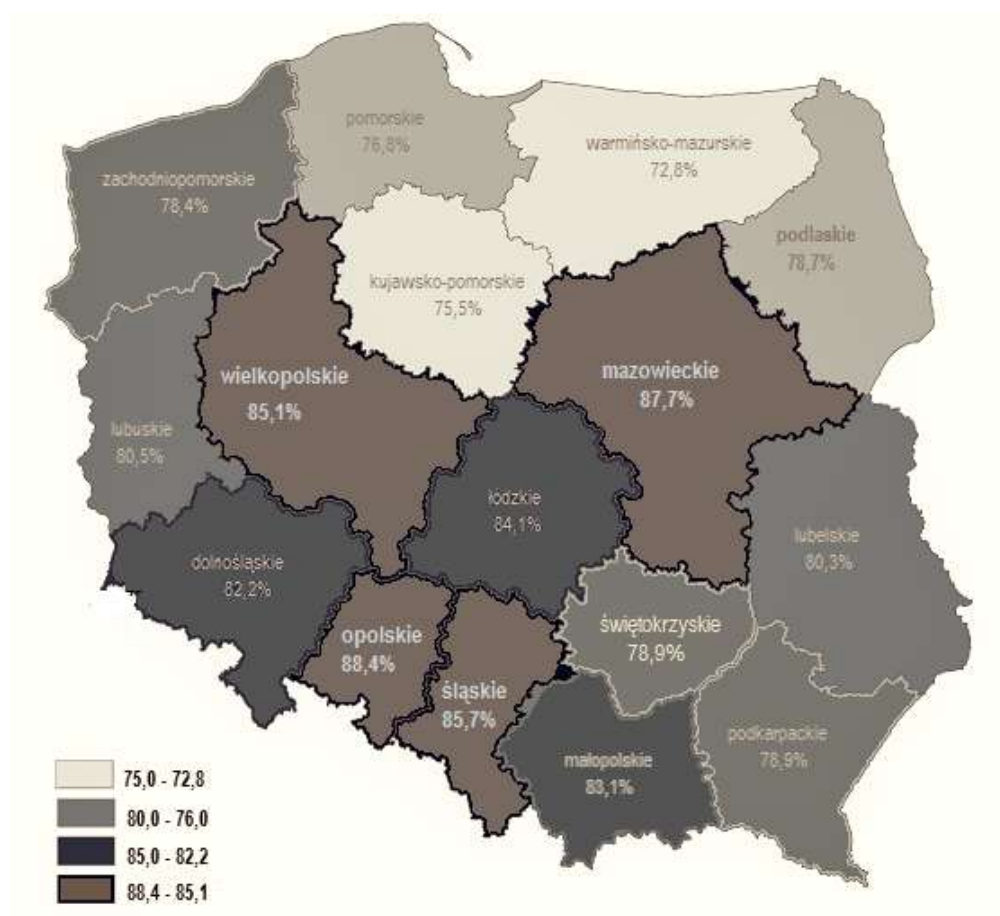 pomorskie
76,8%
warmińsko-mazurskie
72,8%
zachodniopomorskie
78,4%
podlaskie
78,7%
kujawsko-pomorskie
75,5%
wielkopolskie
85,1%
mazowieckie
87,7%
lubuskie
80,5%
łódzkie
84,1%
lubelskie
80,3%
dolnośląskie
82,2%
opolskie
88,4%
świętokrzyskie
78,9%
śląskie
85,7%
małopolskie
83,1%
podkarpackie
78,9%
75,0 - 72,8
80,0 - 76,0
85,0 - 82,2
88,4 - 85,1